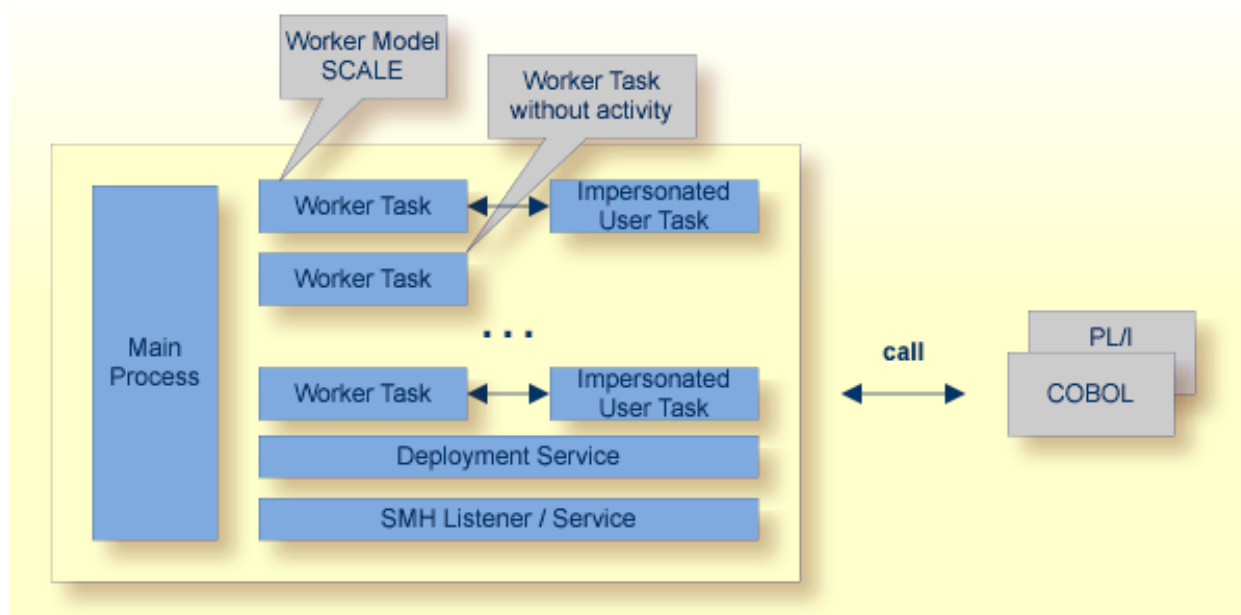 Worker Model
SCALE
Worker Task
without activity
Worker Task
Impersonated
User Task
Worker Task
. . .
Main
Process
Worker Task
Impersonated
User Task
Deployment Service
SMH Listener / Service
call
PL/I
COBOL